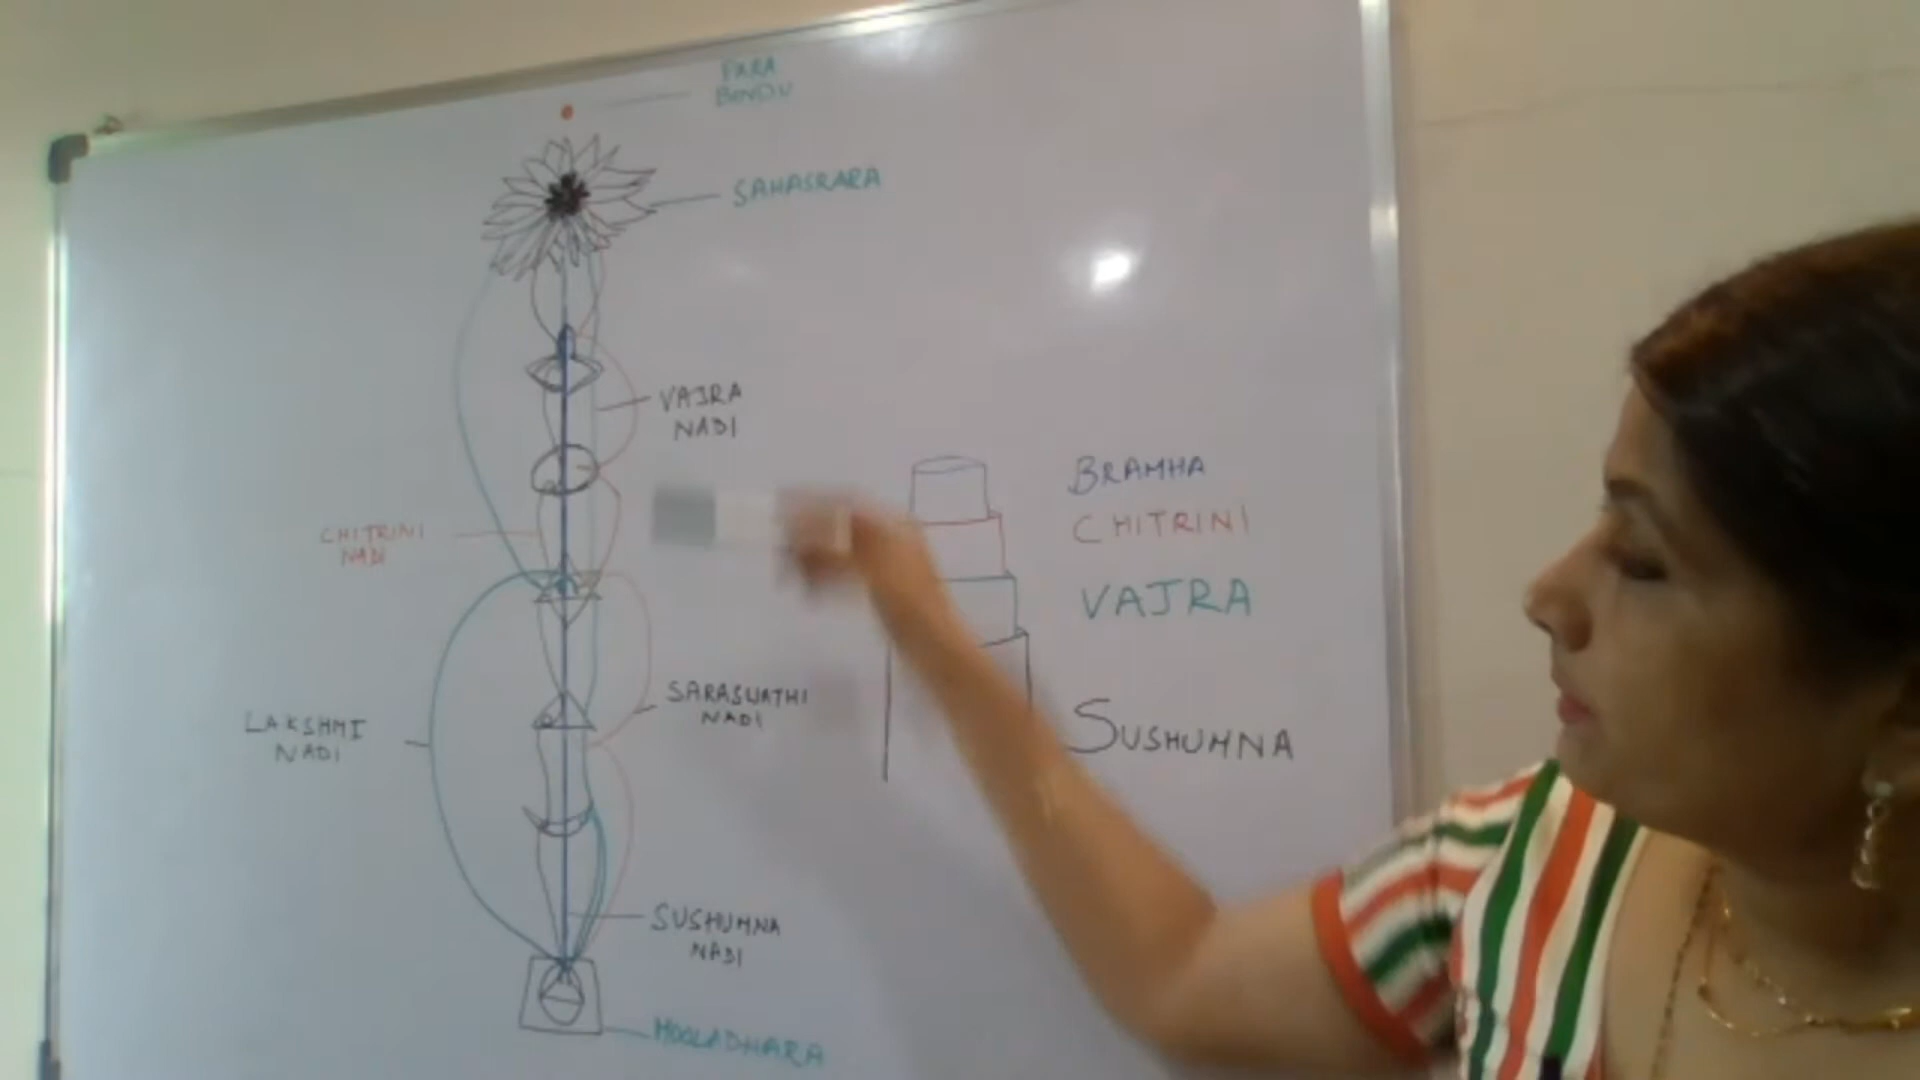 PARA
BINDU
SAHASRARA
VAJRA
NADI
BRAMHA
CHITRINI
CHITRINI
NADI
VAJRA
SARASWATHI
NADI
LAKSHMI
NADI
SUSHUMNA
SUSHUMNA
NADI
MOOLADHARA